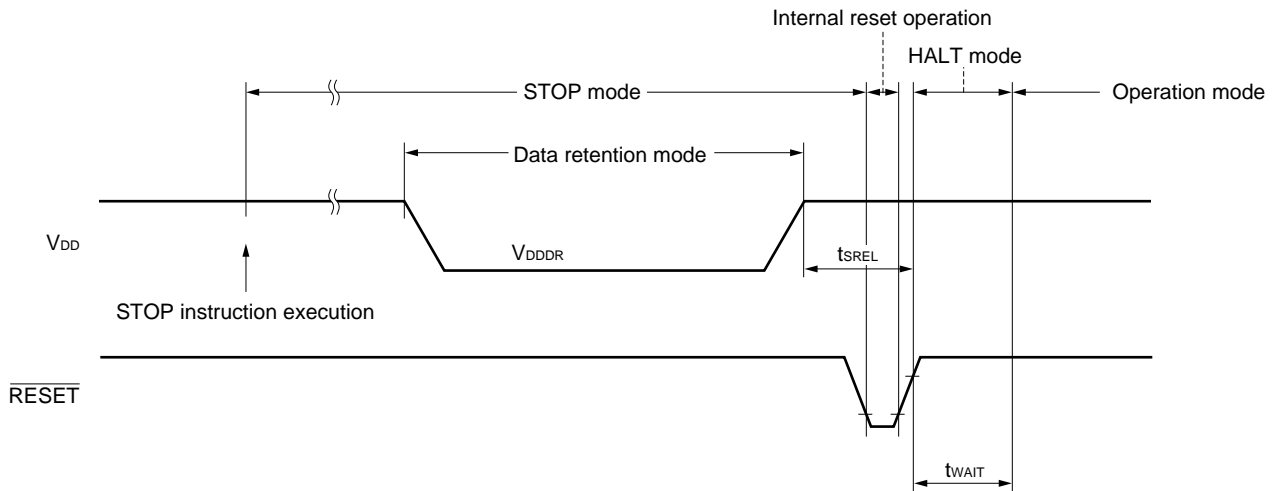 Internal reset operation
HALT mode
STOP mode
Operation mode
Data retention mode
VDD
VDDDR
tSREL
STOP instruction execution
RESET
tWAIT